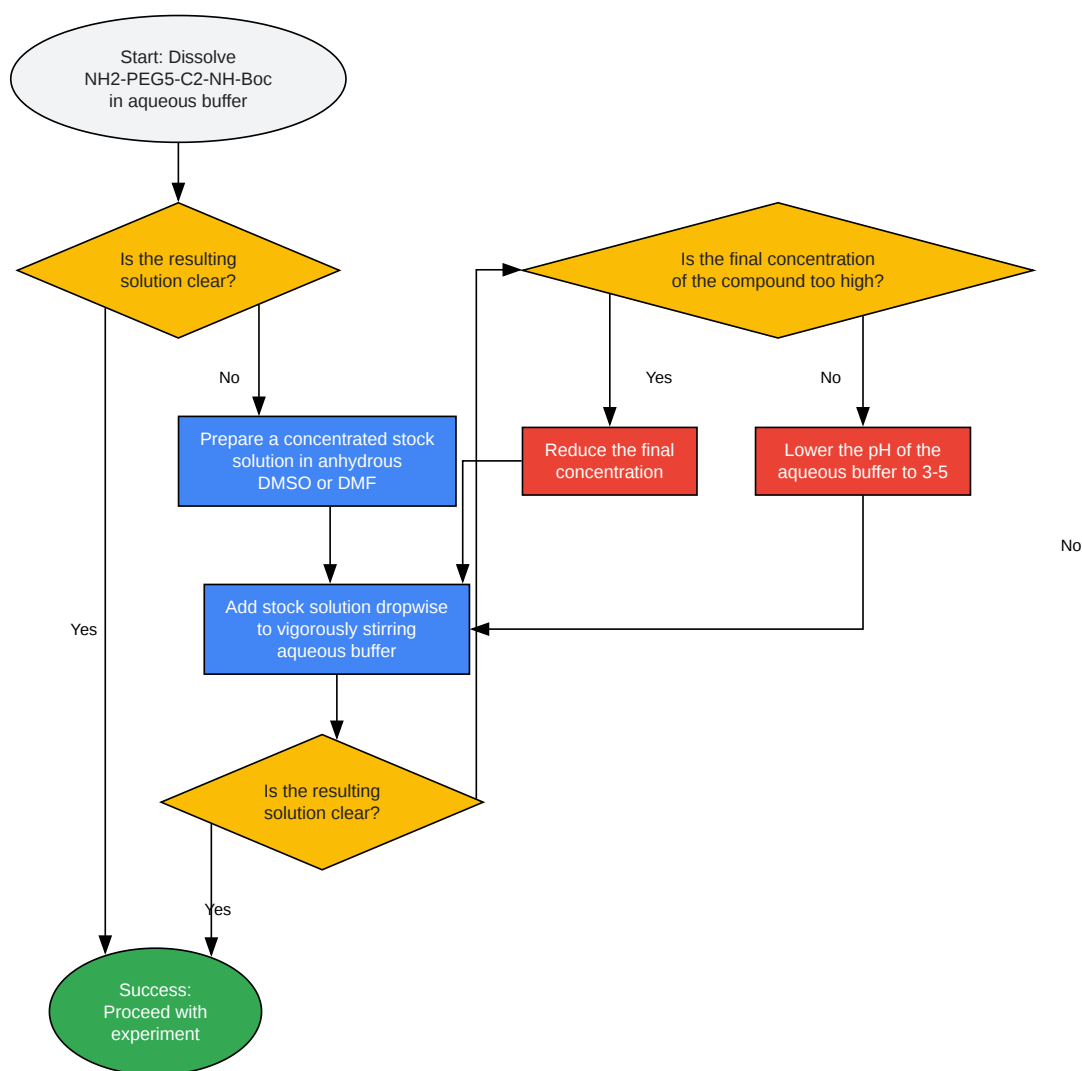 Start: Dissolve
NH2-PEG5-C2-NH-Boc
in aqueous buffer
Is the resulting
solution clear?
Is the final concentration
of the compound too high?
No
Yes
No
Prepare a concentrated stock
solution in anhydrous
DMSO or DMF
Reduce the final
concentration
Lower the pH of the
aqueous buffer to 3-5
No
Add stock solution dropwise
to vigorously stirring
aqueous buffer
Yes
Is the resulting
solution clear?
Yes
Success:
Proceed with
experiment